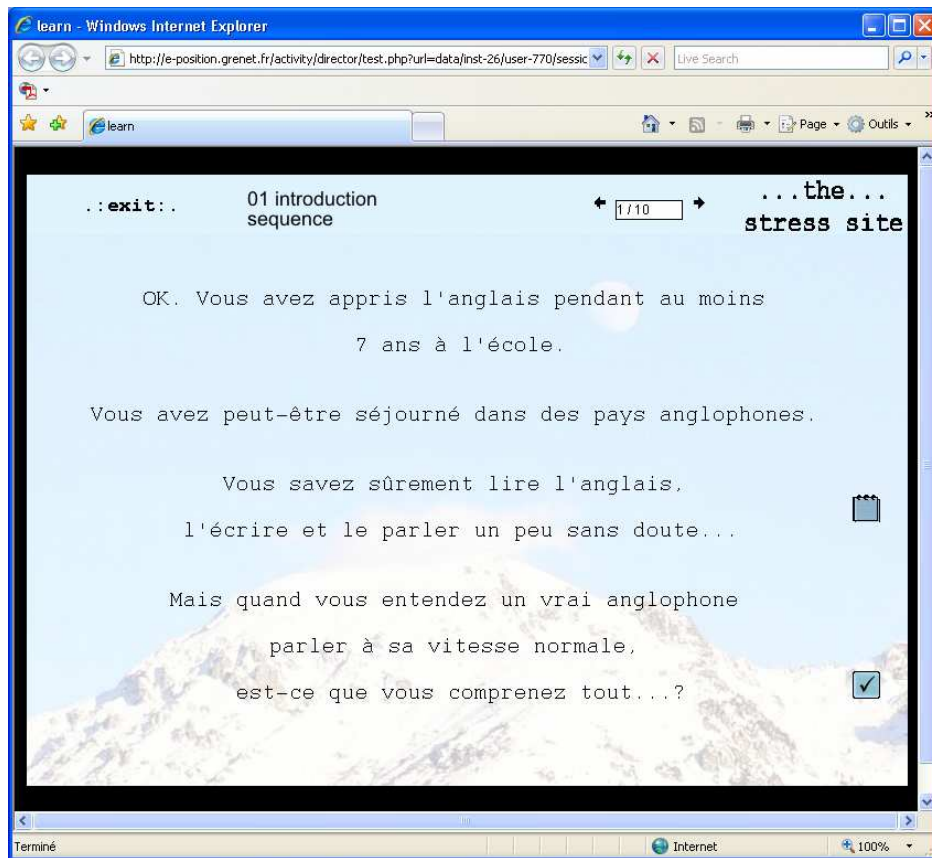 learn - Windows Internet Explorer
http://e-position.grenet.fr/activity/director/test.php?url=data/inst-26/user-770/sessic
Live Search
learn
Page
Outils
.:exit:.
01 introduction
sequence
1/10
...the...
stress site
OK. Vous avez appris l'anglais pendant au moins
7 ans à l'école.
Vous avez peut-être séjourné dans des pays anglophones.
Vous savez sûrement lire l'anglais,
l'écrire et le parler un peu sans doute...
Mais quand vous entendez un vrai anglophone
parler à sa vitesse normale,
est-ce que vous comprenez tout...?
Terminé
Internet
100%